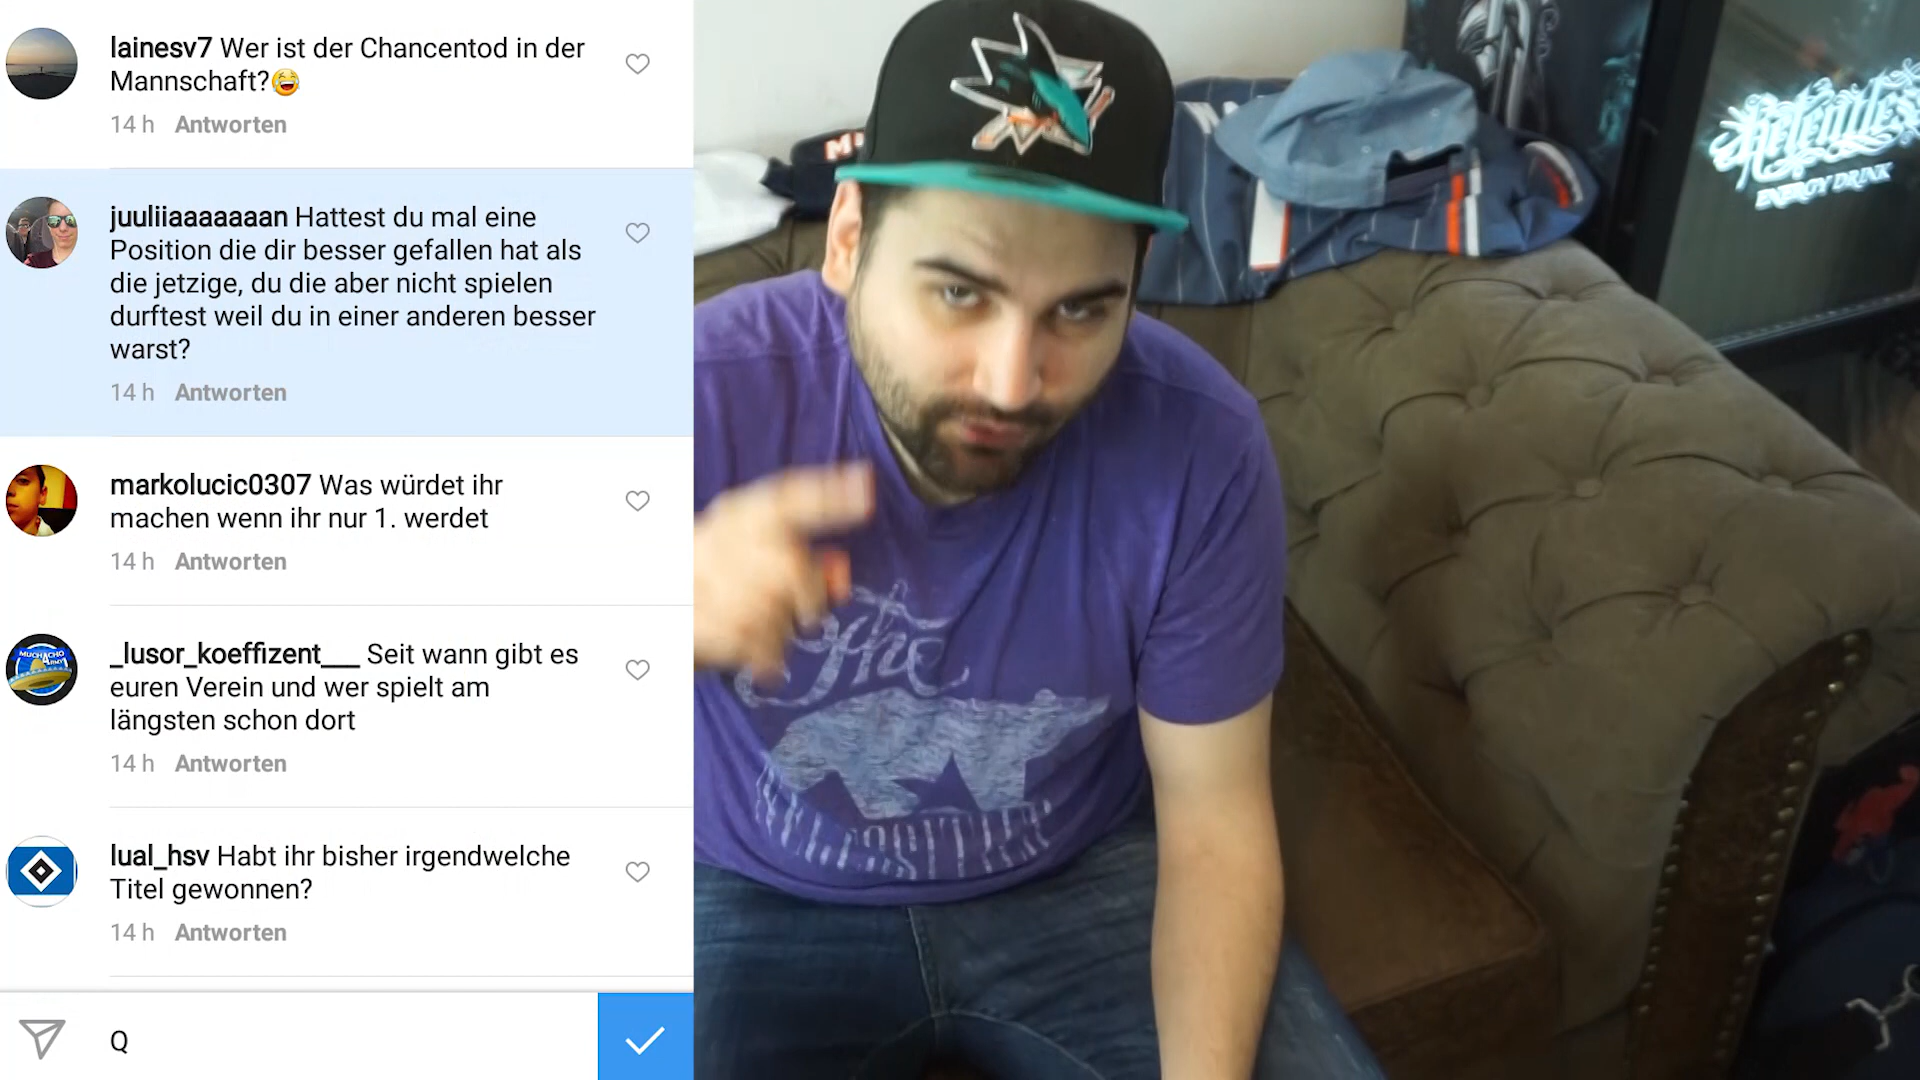 lainesv7 Wer ist der Chancentod in der
Mannschaft?😂
14 h Antworten
juuliiaaaaaaan Hattest du mal eine
Position die dir besser gefallen hat als
die jetzige, du die aber nicht spielen
durftest weil du in einer anderen besser
warst?
14 h Antworten
markolucic0307 Was würdet ihr
machen wenn ihr nur 1. werdet
14 h Antworten
_lusor_koeffizent___ Seit wann gibt es
euren Verein und wer spielt am
längsten schon dort
14 h Antworten
lual_hsv Habt ihr bisher irgendwelche
Titel gewonnen?
14 h Antworten
Q
MUCHACHO
ARMY
Relentless
ENERGY DRINK
The